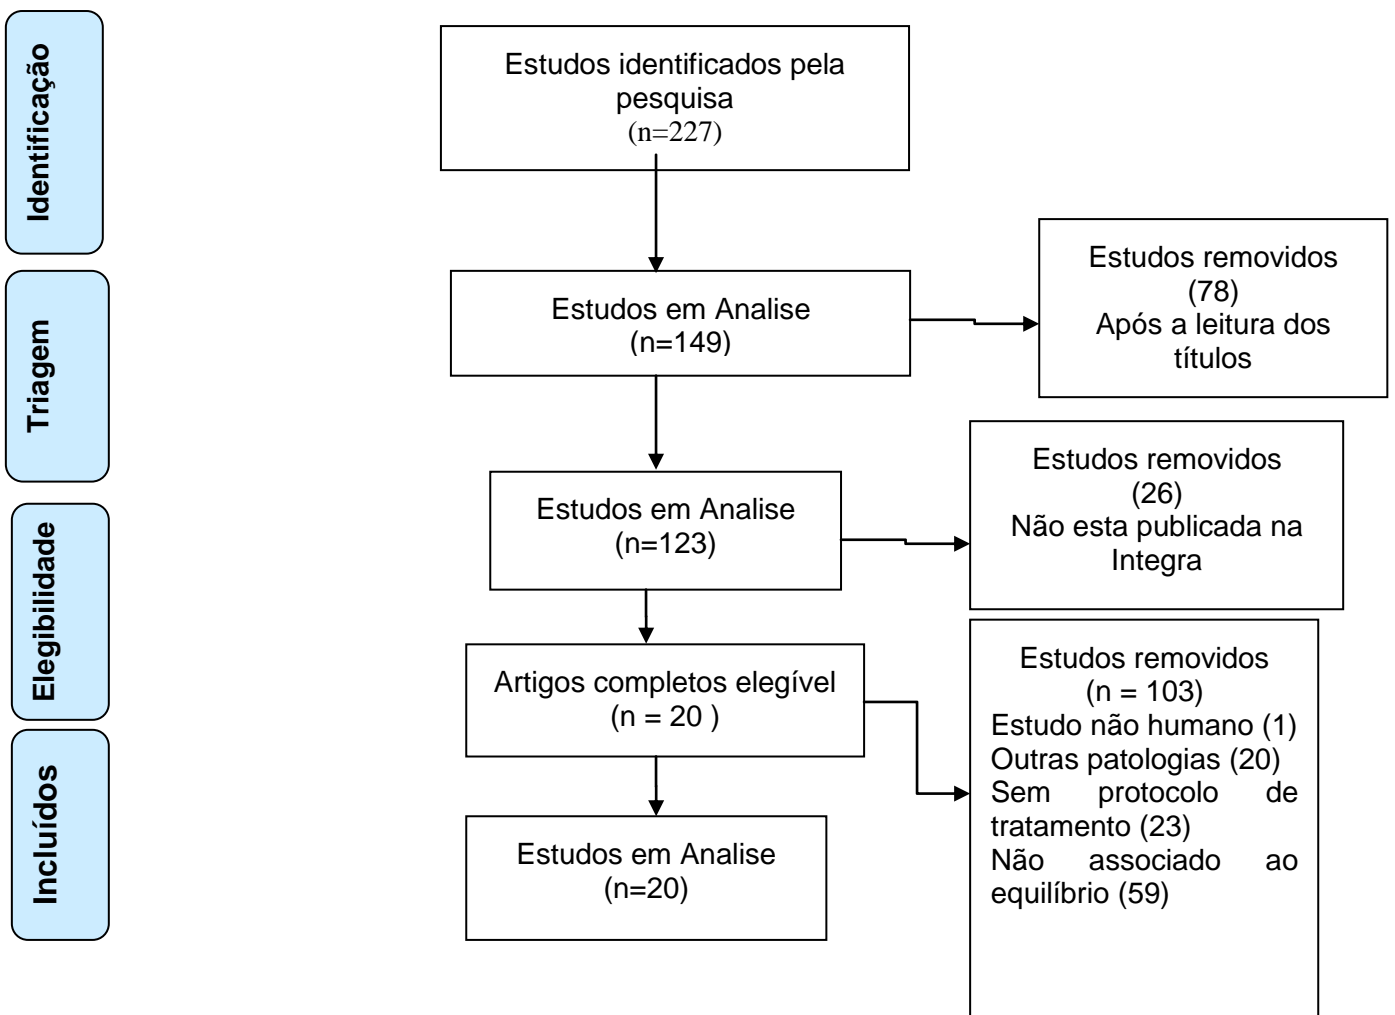 Identificação
Estudos identificados pela
pesquisa
(n=227)
Estudos removidos
(78)
Após a leitura dos
títulos
Triagem
Estudos em Analise
(n=149)
Estudos removidos
(26)
Não esta publicada na
Integra
Elegibilidade
Estudos em Analise
(n=123)
Artigos completos elegível
(n = 20 )
Estudos removidos
(n = 103)
Estudo não humano (1)
Outras patologias (20)
Sem protocolo de
tratamento (23)
Não associado ao
equilíbrio (59)
Incluídos
Estudos em Analise
(n=20)